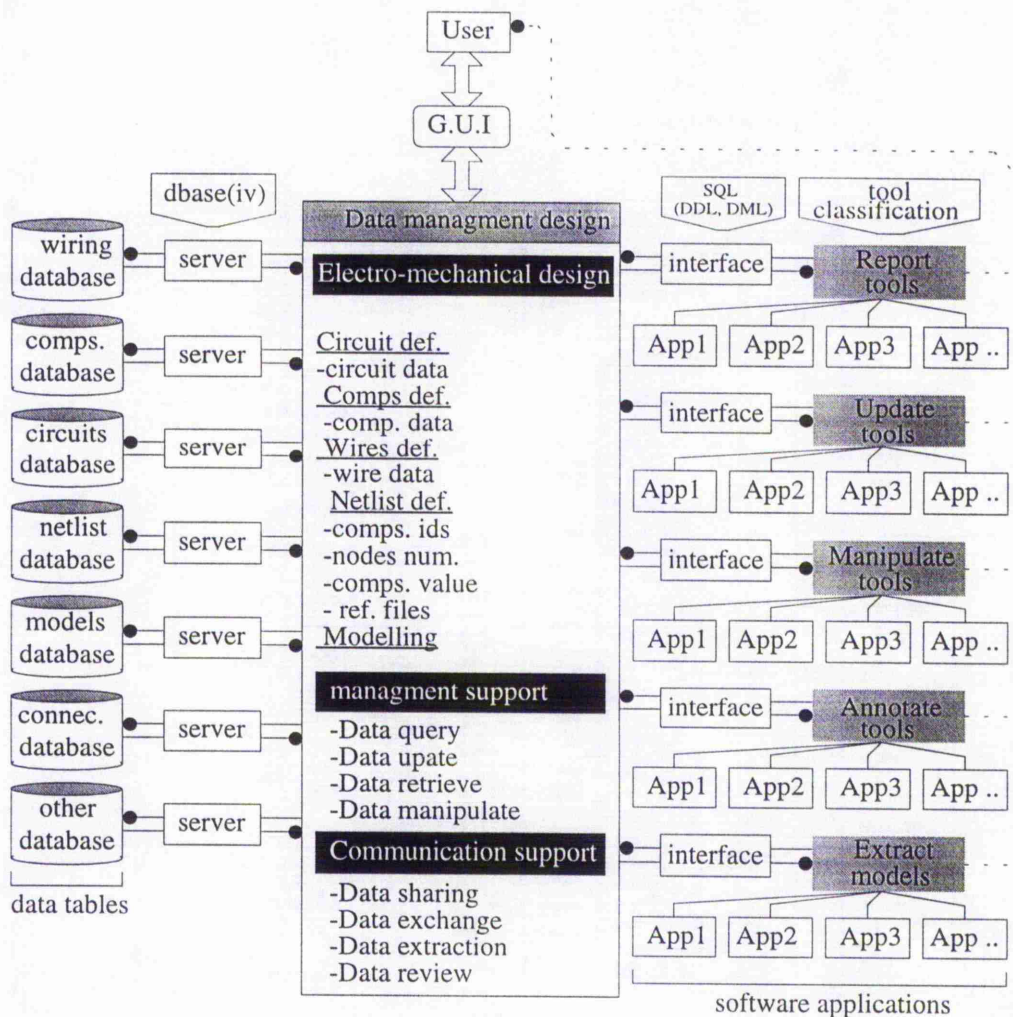 User
G.U.I
dbase(iv)
SQL
(DDL, DML)
tool
classification
Data managment design
wiring
database
server
Electro-mechanical design
interface
Report
tools
App1
App2
App3
App ..
comps.
database
server
Circuit def.
-circuit data
Comps def.
-comp. data
Wires def.
-wire data
Netlist def.
-comps. ids
-nodes num.
-comps. value
- ref. files
Modelling
interface
Update
tools
App1
App2
App3
App ..
circuits
database
server
netlist
database
server
interface
Manipulate
tools
App1
App2
App3
App ..
models
database
server
managment support
-Data query
-Data upate
-Data retrieve
-Data manipulate
interface
Annotate
tools
App1
App2
App3
App ..
connec.
database
server
other
database
server
Communication support
-Data sharing
-Data exchange
-Data extraction
-Data review
interface
Extract
models
App1
App2
App3
App ..
data tables
software applications